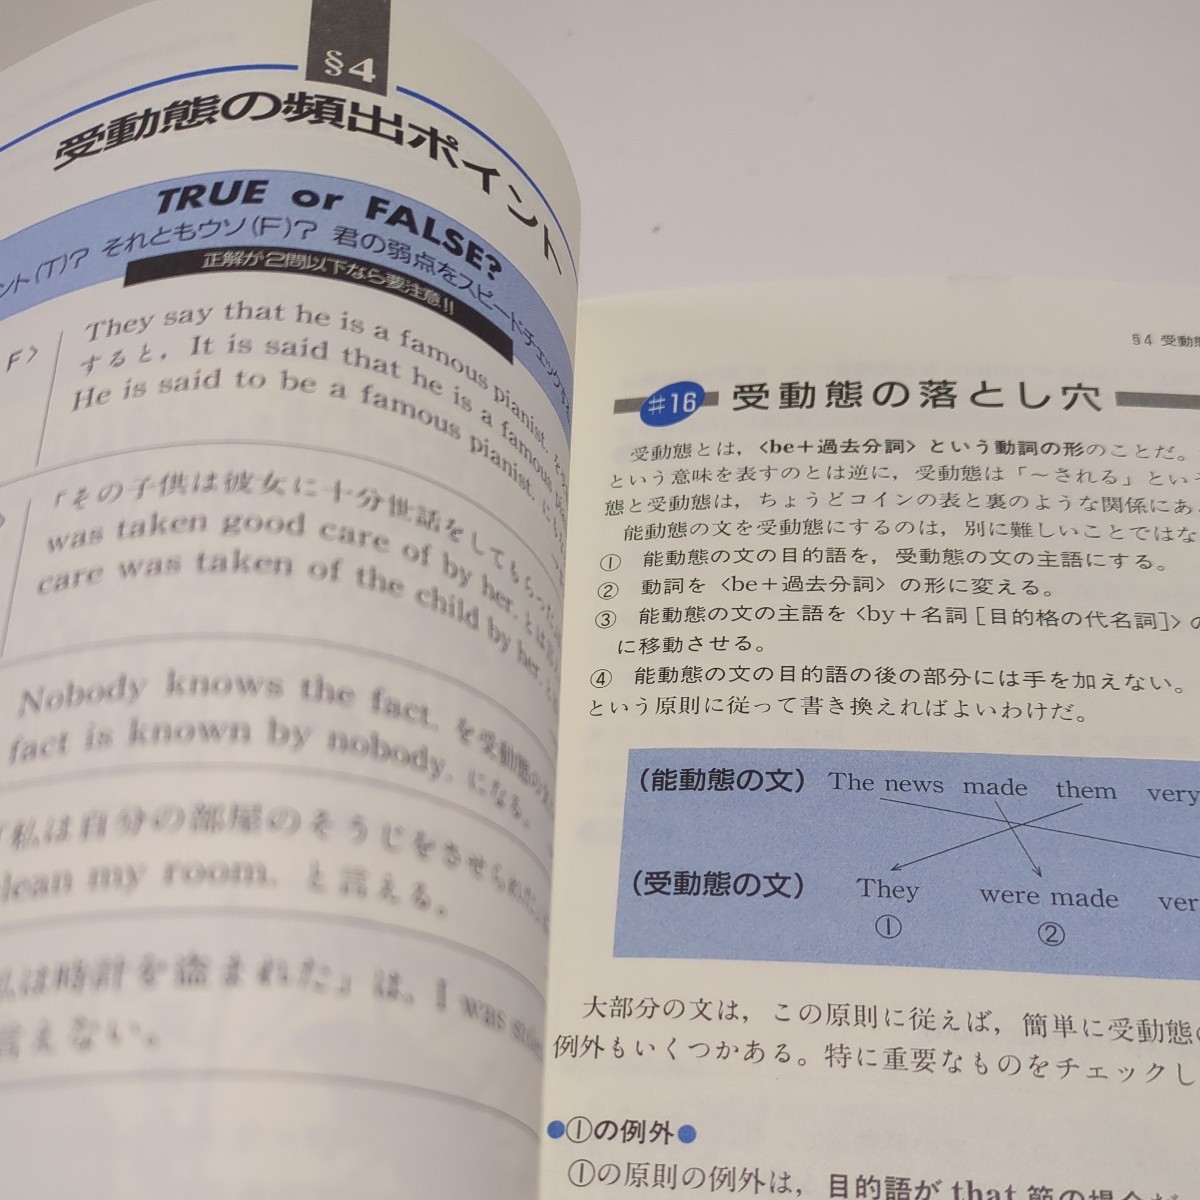 §4
受動態の頻出ポイント
TRUE or FALSE?
ント(T)? それともウソ(F)? 君の弱点をスピードチェック
正解が2問以下なら要注意!!
F〉
They say that he is a famous pianist.
すると, It is said that he is a famous
He is said to be a famous pianist.
「その子供は彼女に十分世話をしてもらった
was taken good care of by her.
care was taken of the child by her.
Nobody knows the fact. を受動態の
fact is known by nobody. になる。
「私は自分の部屋のそうじをさせられた
lean my room. と言える。
私は時計を盗まれた」は, I was
言えない。
§4 受動態
#16 受動態の落とし穴
受動態とは, 〈be+過去分詞〉という動詞の形のことだ。
という意味を表すのとは逆に, 受動態は「〜される」とい
態と受動態は, ちょうどコインの表と裏のような関係にあ
能動態の文を受動態にするのは, 別に難しいことではな
① 能動態の文の目的語を, 受動態の文の主語にする。
② 動詞を〈be+過去分詞〉の形に変える。
③ 能動態の文の主語を〈by+名詞[目的格の代名詞]〉の
に移動させる。
④ 能動態の文の目的語の後の部分には手を加えない。
という原則に従って書き換えればよいわけだ。
(能動態の文) The news made them very
(受動態の文) They were made ver
① ②
大部分の文は, この原則に従えば, 簡単に受動態の
例外もいくつかある。特に重要なものをチェックし
●①の例外●
①の原則の例外は, 目的語が that 節の場合だ